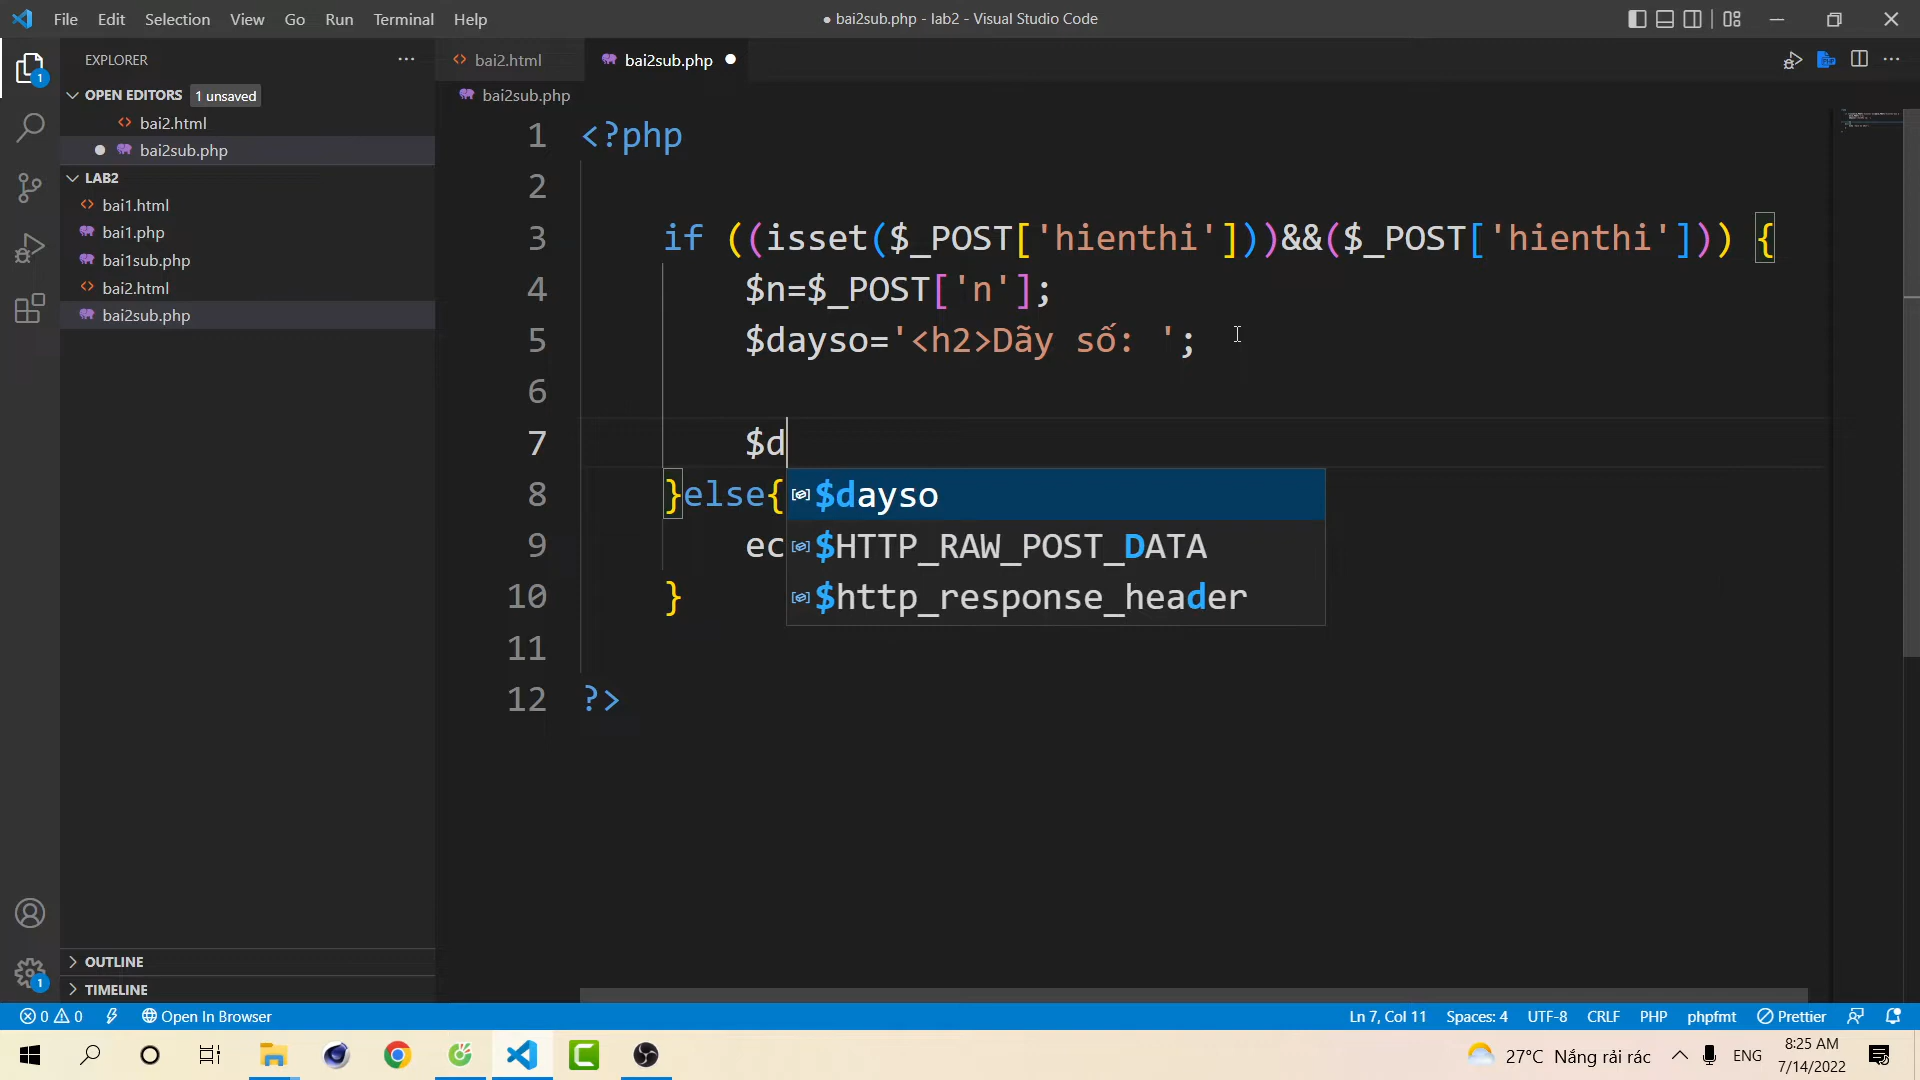 File Edit Selection View Go Run Terminal Help
● bai2sub.php - lab2 - Visual Studio Code
EXPLORER
OPEN EDITORS 1 unsaved
bai2.html
bai2sub.php
LAB2
bai1.html
bai1.php
bai1sub.php
bai2.html
bai2sub.php
OUTLINE
TIMELINE
bai2.html bai2sub.php
bai2sub.php
1 <?php
2
3 if ((isset($_POST['hienthi']))&&($_POST['hienthi'])) {
4 $n=$_POST['n'];
5 $dayso='<h2>Dãy số: ';
6
7 $d
8 }else{
9 ec
10 }
11
12 ?>
$dayso
$HTTP_RAW_POST_DATA
$http_response_header
1
1
0 0 Open In Browser
Ln 7, Col 11 Spaces: 4 UTF-8 CRLF PHP phpfmt Prettier
27°C Nắng rải rác ENG
8:25 AM
7/14/2022